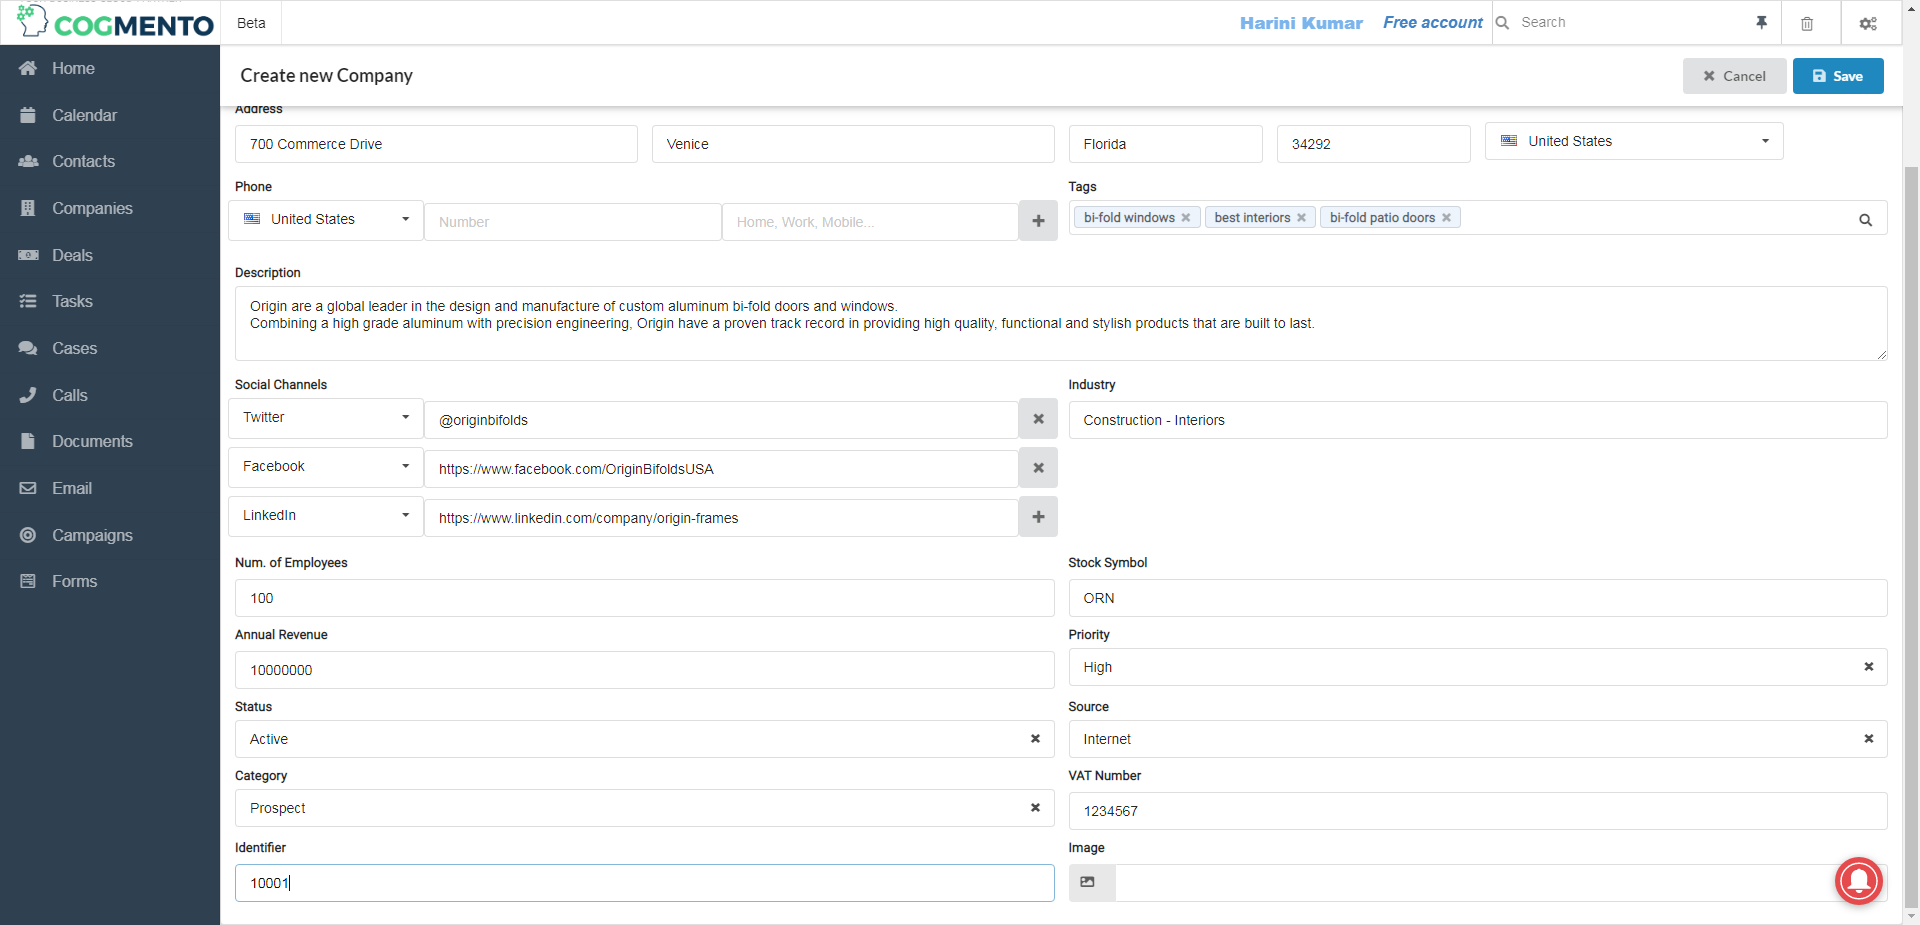 COGMENTO
Beta
Harini Kumar
Free account
Search
Home
Calendar
Contacts
Companies
Deals
Tasks
Cases
Calls
Documents
Email
Campaigns
Forms
Create new Company
Cancel
Save
Address
700 Commerce Drive
Venice
Florida
34292
United States
Phone
United States
Number
Home, Work, Mobile...
Tags
bi-fold windows
best interiors
bi-fold patio doors
Description
Origin are a global leader in the design and manufacture of custom aluminum bi-fold doors and windows.
Combining a high grade aluminum with precision engineering, Origin have a proven track record in providing high quality, functional and stylish products that are built to last.
Social Channels
Twitter
@originbifolds
Facebook
https://www.facebook.com/OriginBifoldsUSA
LinkedIn
https://www.linkedin.com/company/origin-frames
Industry
Construction - Interiors
Num. of Employees
100
Stock Symbol
ORN
Annual Revenue
10000000
Priority
High
Status
Active
Source
Internet
Category
Prospect
VAT Number
1234567
Identifier
10001
Image